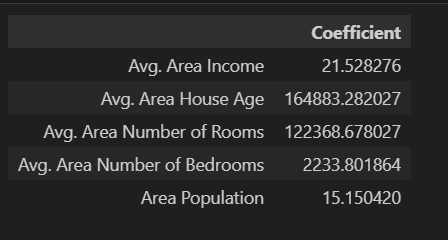 Coefficient
Avg. Area Income 21.528276
Avg. Area House Age 164883.282027
Avg. Area Number of Rooms 122368.678027
Avg. Area Number of Bedrooms 2233.801864
Area Population 15.150420